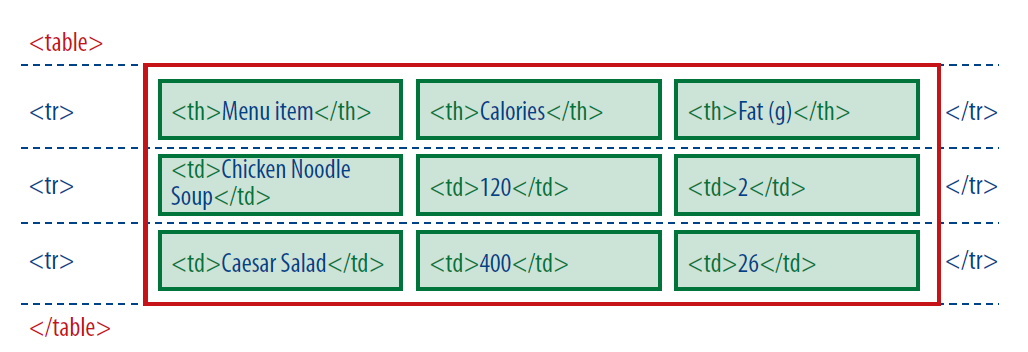 <table>
<tr> <th>Menu item</th> <th>Calories</th> <th>Fat (g)</th> </tr>
<tr> <td>Chicken Noodle
Soup</td> <td>120</td> <td>2</td> </tr>
<tr> <td>Caesar Salad</td> <td>400</td> <td>26</td> </tr>
</table>